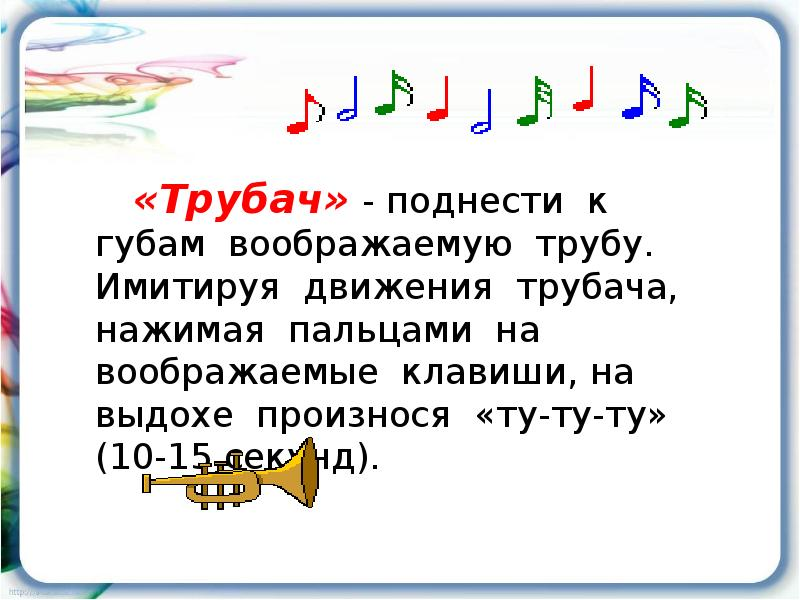 «Трубач» - поднести к
губам воображаемую трубу.
Имитируя движения трубача,
нажимая пальцами на
воображаемые клавиши, на
выдохе произнося «ту-ту-ту»
(10-15 секунд).